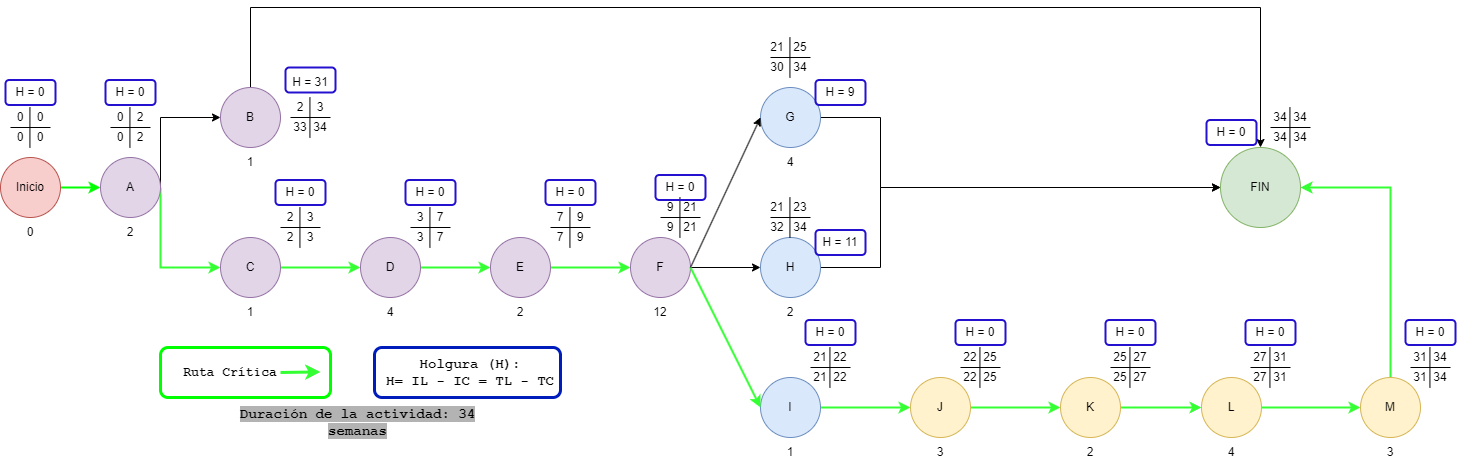 21 25
30 34
H = 0
H = 0
H = 31
H = 9
0 0
0 0
0 2
0 2
2 3
33 34
B
G
34 34
34 34
H = 0
1
4
Inicio
A
H = 0
H = 0
H = 0
H = 0
FIN
0
2
2 3
2 3
3 7
3 7
7 9
7 9
9 21
9 21
21 23
32 34
H = 11
C
D
E
F
H
1
4
2
12
2
H = 0
H = 0
H = 0
H = 0
H = 0
21 22
21 22
22 25
22 25
25 27
25 27
27 31
27 31
31 34
31 34
Ruta Crítica
Holgura (H):
H= IL - IC = TL - TC
Duración de la actividad: 34
semanas
I
J
K
L
M
1
3
2
4
3